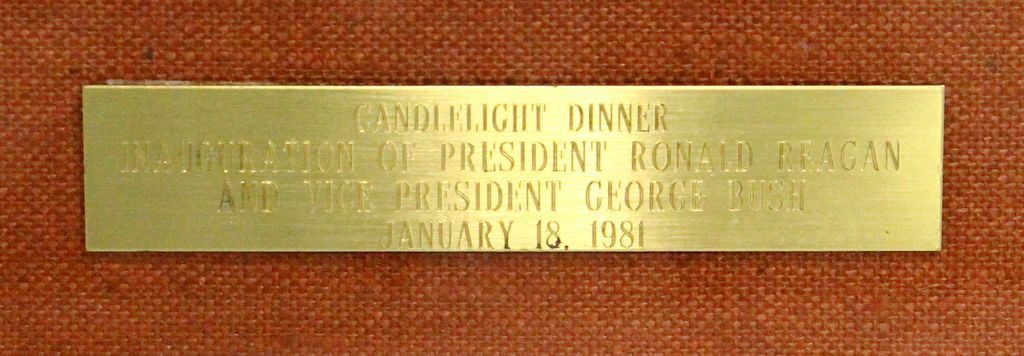 CANDLELIGHT DINNER
INAUGURATION OF PRESIDENT RONALD REAGAN
AND VICE PRESIDENT GEORGE BUSH
JANUARY 18, 1981